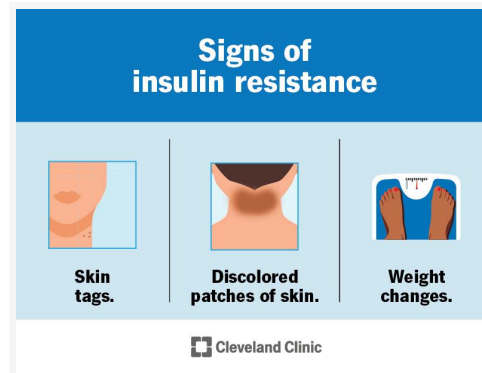 Signs of
insulin resistance
Skin
tags.
Discolored
patches of skin.
Weight
changes.
Cleveland Clinic